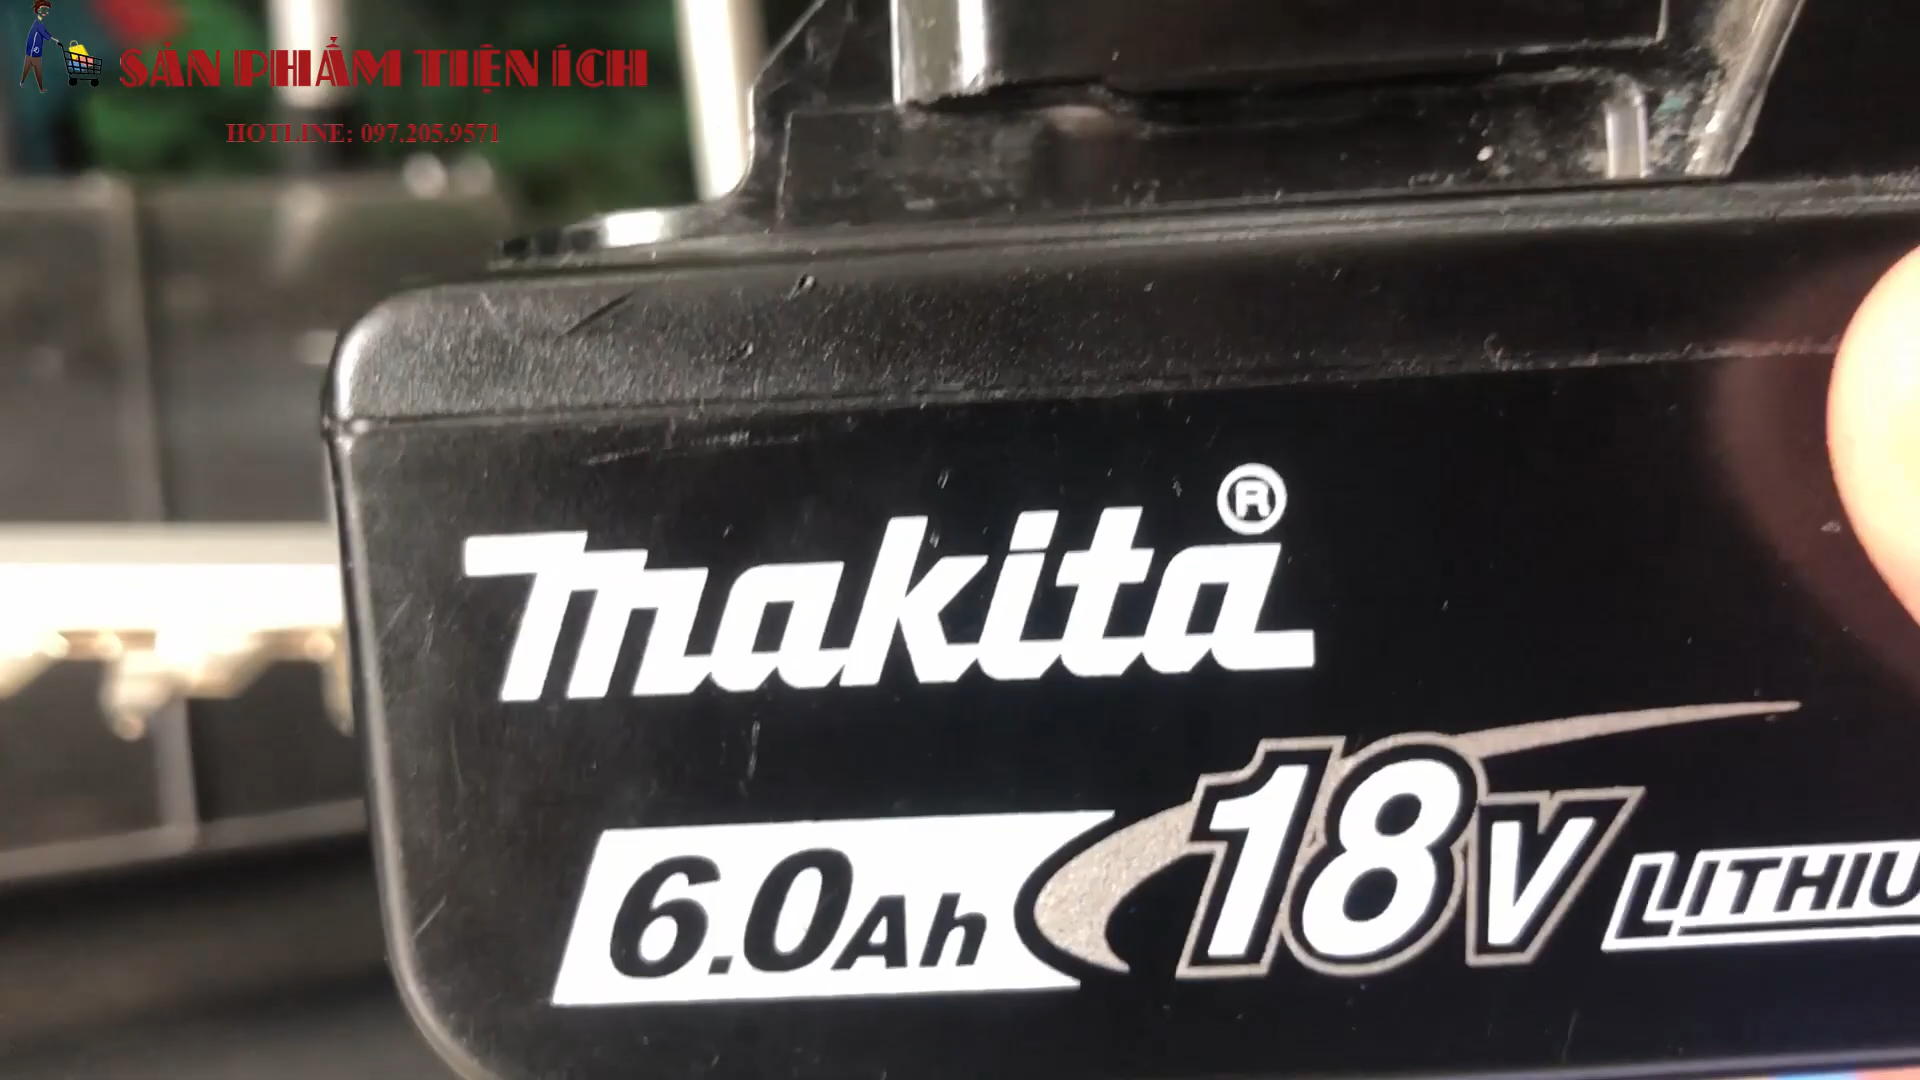 SẢN PHẨM TIỆN ÍCH
HOTLINE: 097.205.9571
makita®
6.0Ah 18V LITHIU